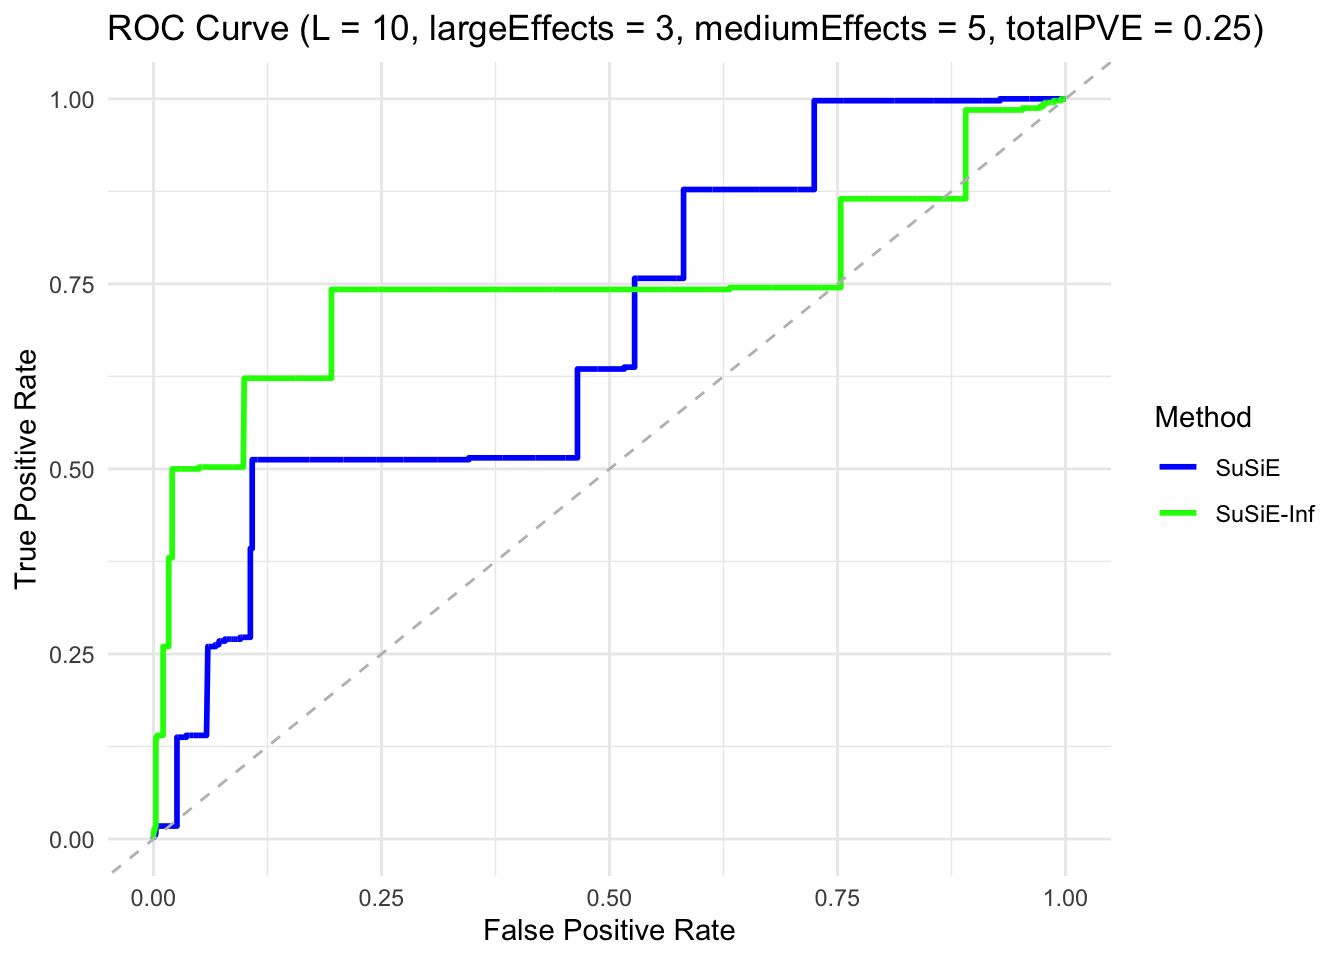 ROC Curve (L = 10, largeEffects = 3, mediumEffects = 5, totalPVE = 0.25)
1.00
0.75
0.50
0.25
0.00
True Positive Rate
0.00 0.25 0.50 0.75 1.00
False Positive Rate
Method
SuSiE
SuSiE-Inf